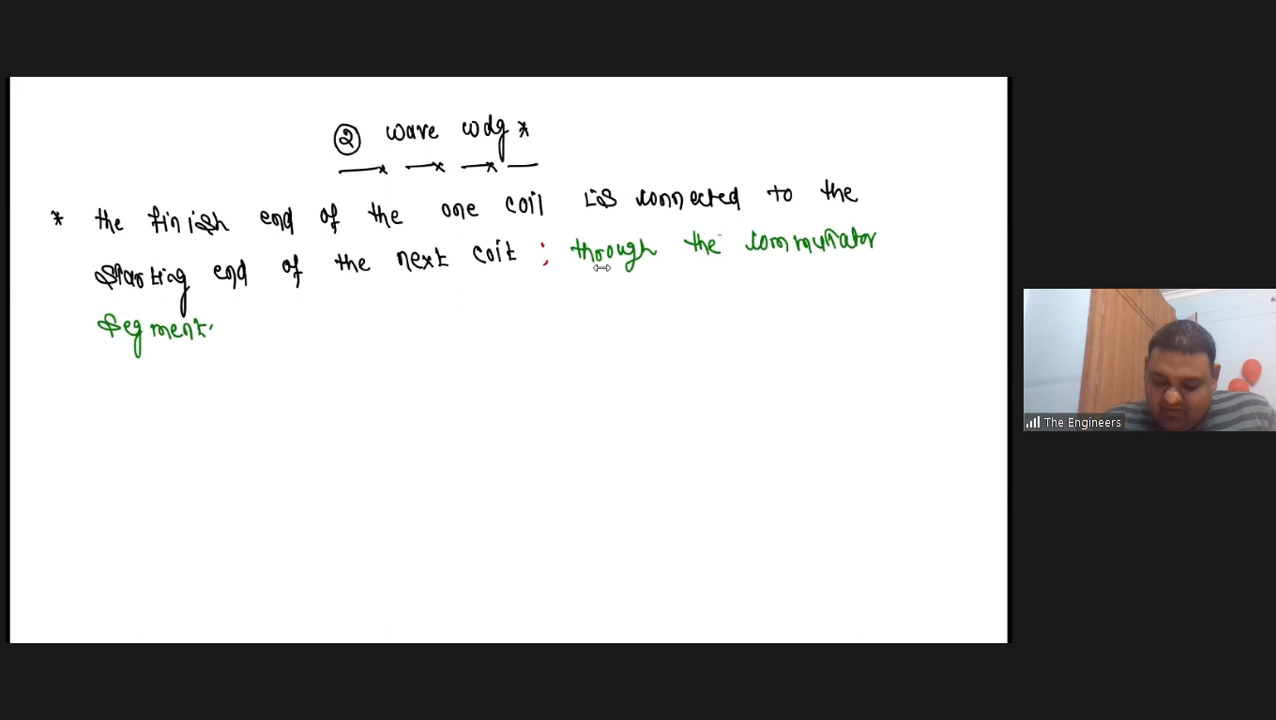 ② wave wdg *
* the finish end of the one coil is connected to the
starting end of the next coil ; through the commutator
segment.
The Engineers